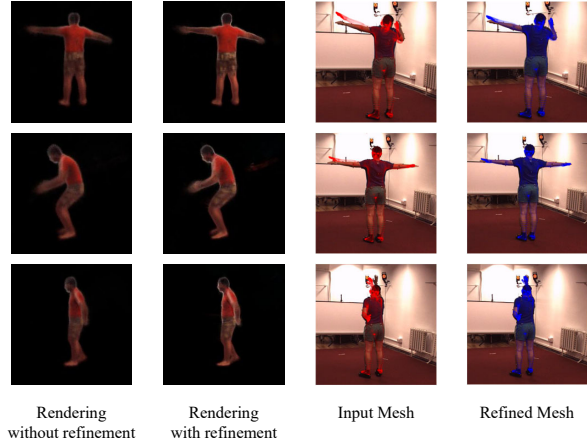 Rendering
without refinement
Rendering
with refinement
Input Mesh
Refined Mesh